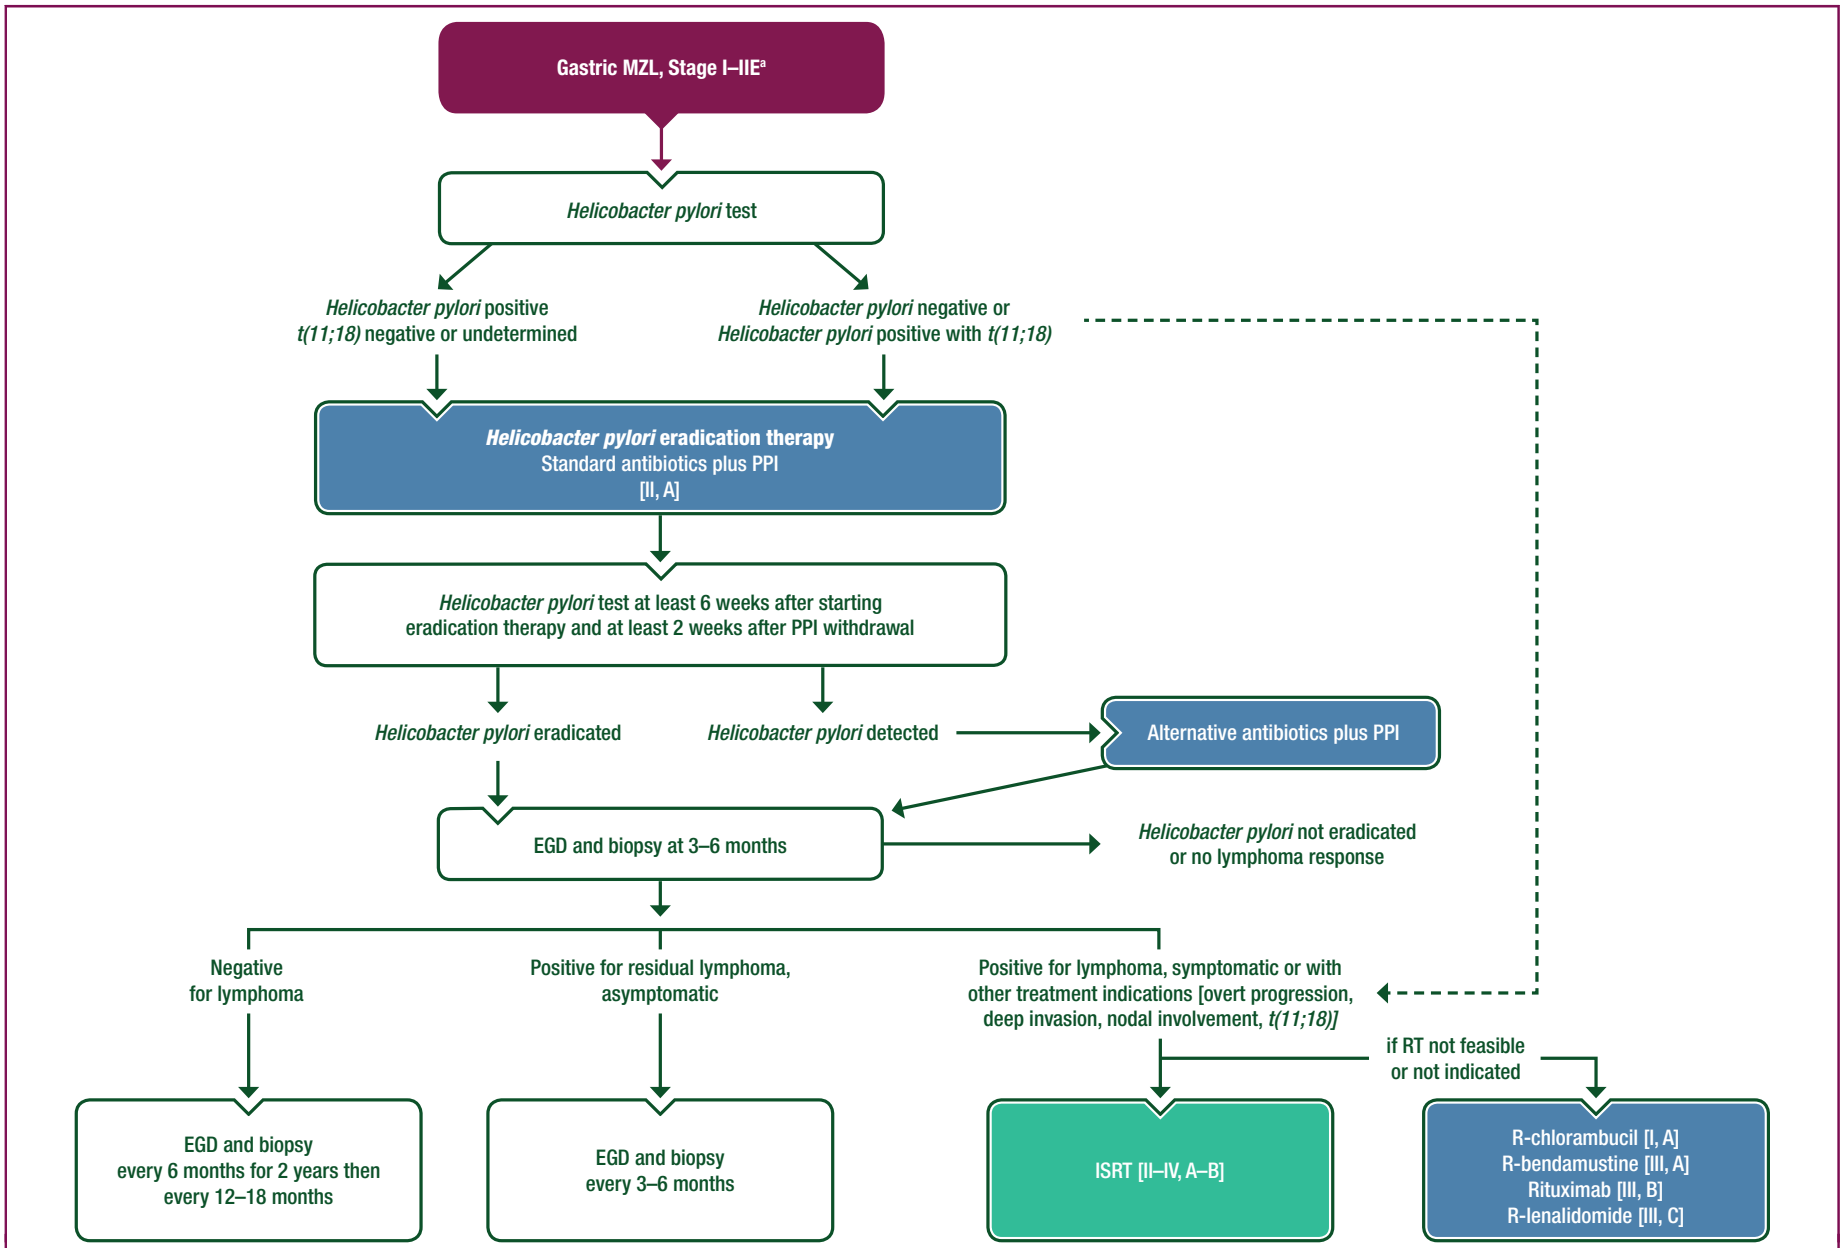 Gastric MZL, Stage I–IIEa
Helicobacter pylori test
Helicobacter pylori positive
t(11;18) negative or undetermined
Helicobacter pylori negative or
Helicobacter pylori positive with t(11;18)
Helicobacter pylori eradication therapy
Standard antibiotics plus PPI
[II, A]
Helicobacter pylori test at least 6 weeks after starting
eradication therapy and at least 2 weeks after PPI withdrawal
Helicobacter pylori eradicated
Helicobacter pylori detected
Alternative antibiotics plus PPI
EGD and biopsy at 3–6 months
Helicobacter pylori not eradicated
or no lymphoma response
Negative
for lymphoma
Positive for residual lymphoma,
asymptomatic
Positive for lymphoma, symptomatic or with
other treatment indications [overt progression,
deep invasion, nodal involvement, t(11;18)]
if RT not feasible
or not indicated
EGD and biopsy
every 6 months for 2 years then
every 12–18 months
EGD and biopsy
every 3–6 months
ISRT [II–IV, A–B]
R-chlorambucil [I, A]
R-bendamustine [III, A]
Rituximab [III, B]
R-lenalidomide [III, C]